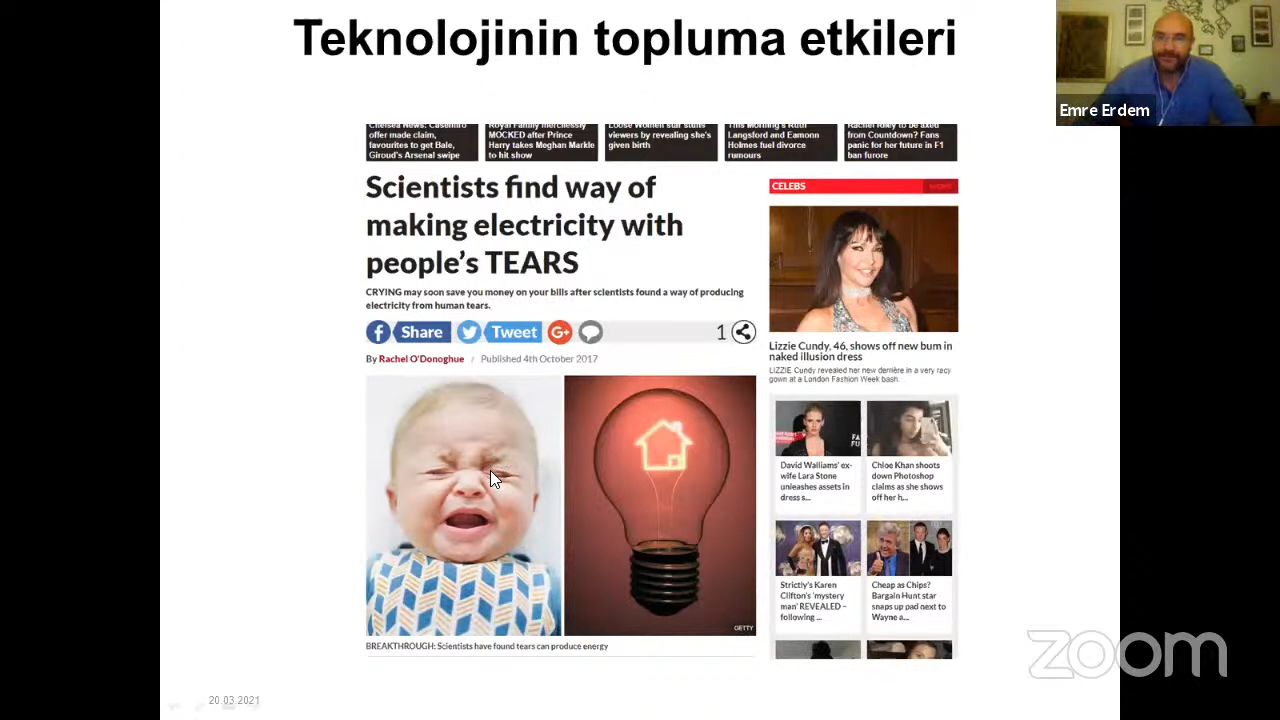 Teknolojinin topluma etkileri
Emre Erdem
Chelsea News: Casemiro
offer made claim,
favourites to get Bale,
Giroud's Arsenal swipe
Royal Family mercilessly
MOCKED after Prince
Harry takes Meghan Markle
to hit show
Loose Women star stuns
viewers by revealing she's
given birth
This Morning's Ruth
Langsford and Eamonn
Holmes fuel divorce
rumours
Rachel Riley to be axed
from Countdown? Fans
panic for her future in F1
ban furore
Scientists find way of
making electricity with
people's TEARS
CRYING may soon save you money on your bills after scientists found a way of producing
electricity from human tears.
Share
Tweet
G+
1
By Rachel O'Donoghue / Published 4th October 2017
GETTY
BREAKTHROUGH: Scientists have found tears can produce energy
CELEBS
MORE
Lizzie Cundy, 46, shows off new bum in
naked illusion dress
LIZZIE Cundy revealed her new derrière in a very racy
gown at a London Fashion Week bash.
David Walliams' ex-
wife Lara Stone
unleashes assets in
dress s...
Chloe Khan shoots
down Photoshop
claims as she shows
off her h...
Strictly's Karen
Clifton's 'mystery
man' REVEALED –
following ...
Cheap as Chips?
Bargain Hunt star
snaps up pad next to
Wayne a...
zoom
20.03.2021